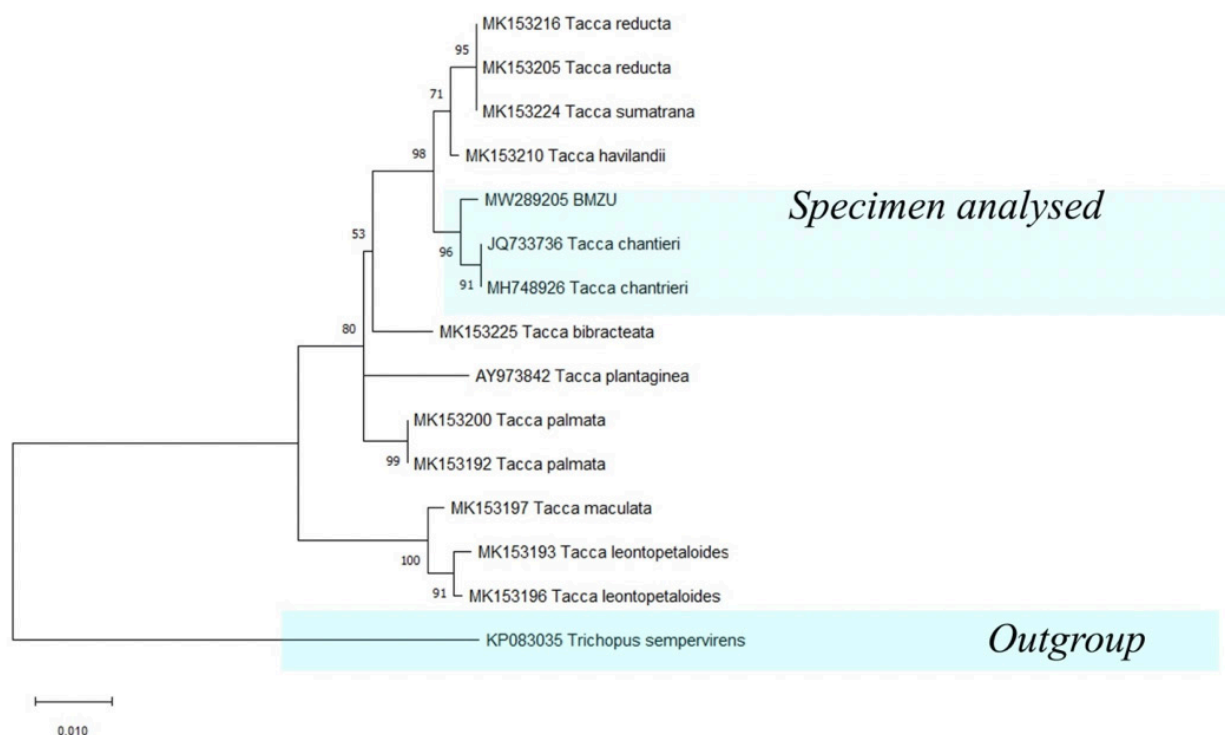 MK153216 Tacca reducta
95
MK153205 Tacca reducta
MK153224 Tacca sumatrana
71
MK153210 Tacca havilandii
98
MW289205 BMZU
Specimen analysed
JQ733736 Tacca chantieri
96
MH748926 Tacca chantrieri
91
53
MK153225 Tacca bibracteata
80
AY973842 Tacca plantaginea
MK153200 Tacca palmata
MK153192 Tacca palmata
99
MK153197 Tacca maculata
MK153193 Tacca leontopetaloides
100
MK153196 Tacca leontopetaloides
91
KP083035 Trichopus sempervirens
Outgroup
0.010